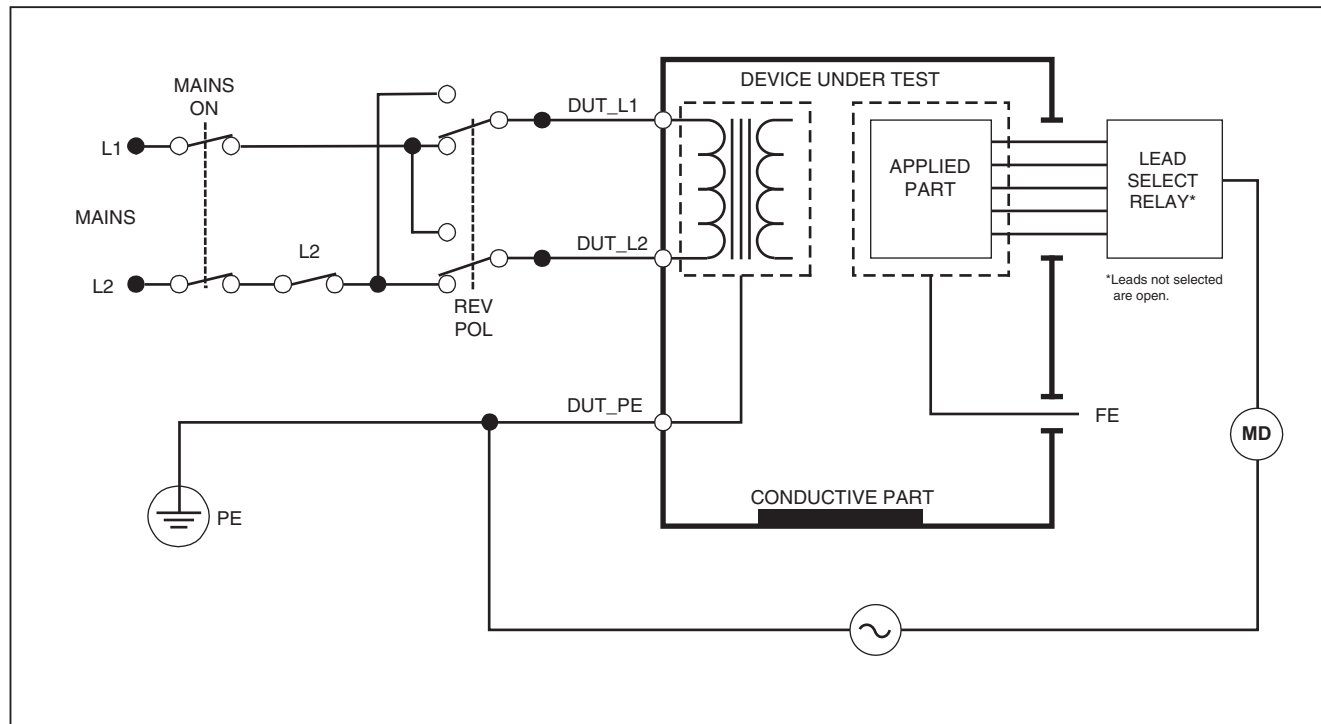 MAINS
ON
L1
MAINS
L2
L2
REV
POL
DUT_L1
DUT_L2
DUT_PE
PE
DEVICE UNDER TEST
APPLIED
PART
LEAD
SELECT
RELAY*
*Leads not selected
are open.
FE
MD
CONDUCTIVE PART